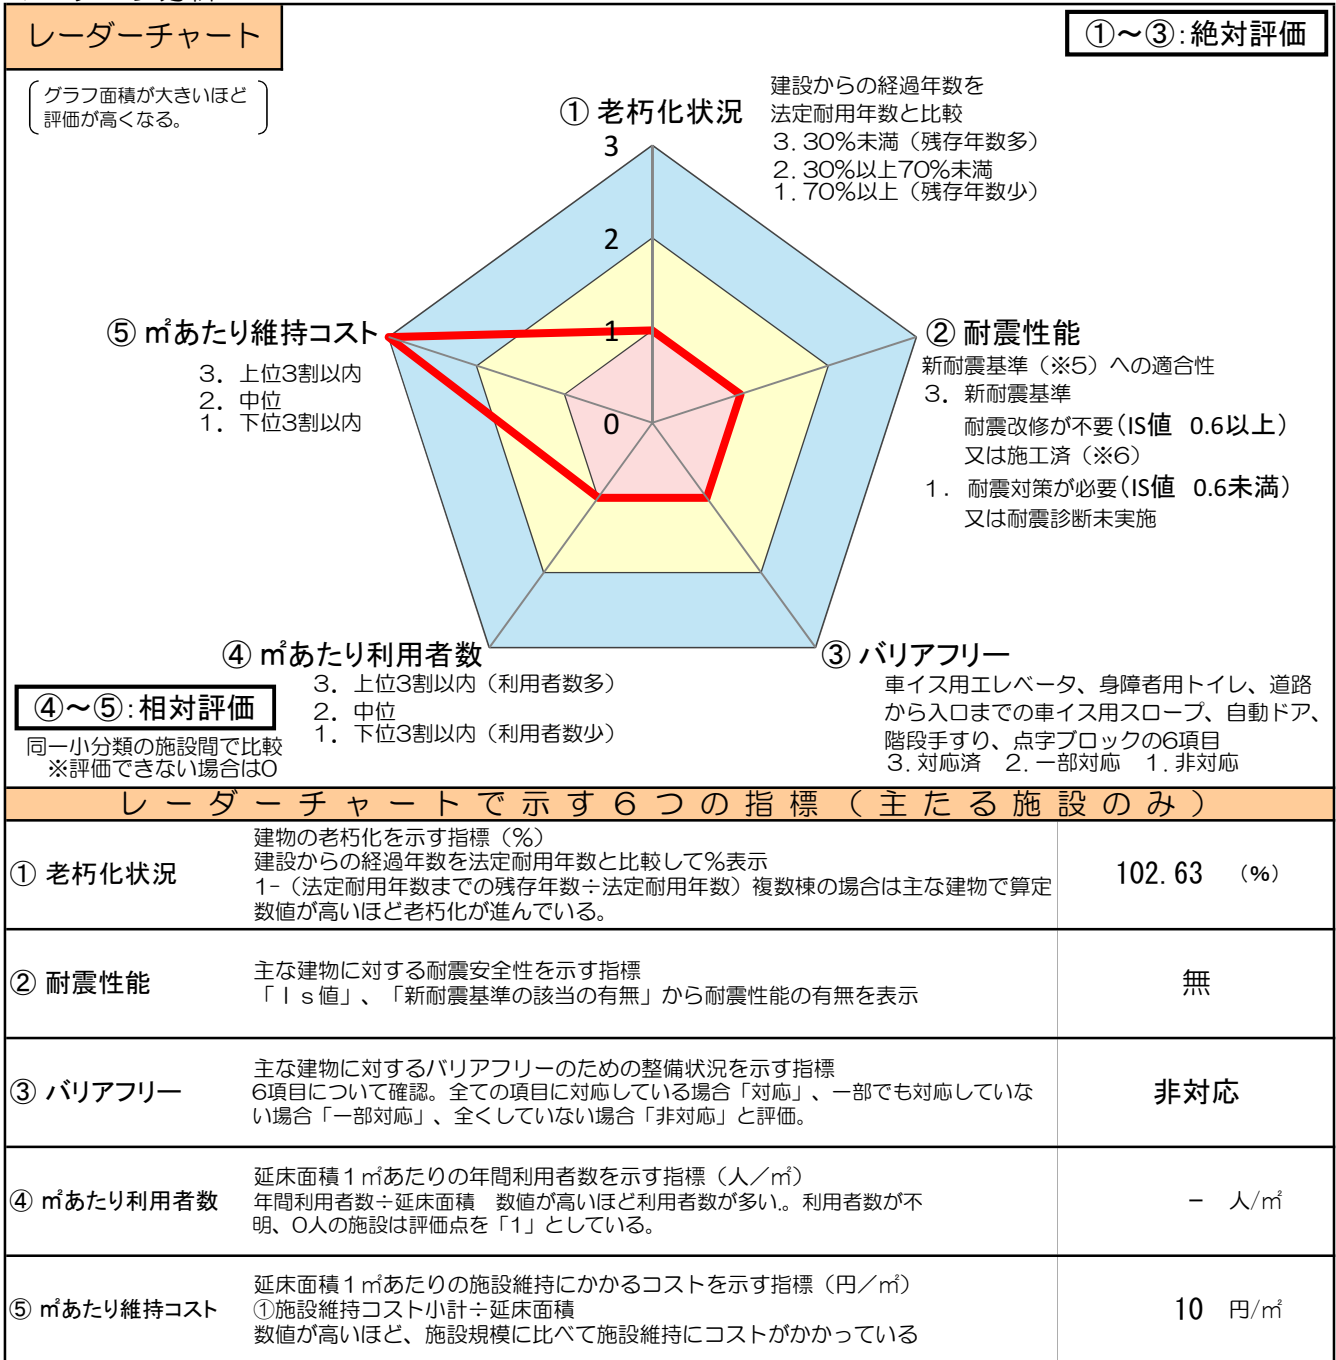 レーダーチャート
①～③：絶対評価
グラフ面積が大きいほど
評価が高くなる。
① 老朽化状況
建設からの経過年数を
法定耐用年数と比較
3．30%未満（残存年数多）
2．30%以上70%未満
1．70%以上（残存年数少）
3
2
1
0
⑤ ㎡あたり維持コスト
3．上位3割以内
2．中位
1．下位3割以内
② 耐震性能
新耐震基準（※5）への適合性
3．新耐震基準
耐震改修が不要（IS値 0.6以上）
又は施工済（※6）
1．耐震対策が必要（IS値 0.6未満）
又は耐震診断未実施
④ ㎡あたり利用者数
3．上位3割以内（利用者数多）
2．中位
1．下位3割以内（利用者数少）
③ バリアフリー
車イス用エレベータ、身障者用トイレ、道路
から入口までの車イス用スロープ、自動ドア、
階段手すり、点字ブロックの6項目
3．対応済 2．一部対応 1．非対応
④～⑤：相対評価
同一小分類の施設間で比較
※評価できない場合は0
レーダーチャートで示す６つの指標（主たる施設のみ）
① 老朽化状況
建物の老朽化を示す指標（%）
建設からの経過年数を法定耐用年数と比較して%表示
1-（法定耐用年数までの残存年数÷法定耐用年数）複数棟の場合は主な建物で算定
数値が高いほど老朽化が進んでいる。
102.63 （%）
② 耐震性能
主な建物に対する耐震安全性を示す指標
「Ｉｓ値」、「新耐震基準の該当の有無」から耐震性能の有無を表示
無
③ バリアフリー
主な建物に対するバリアフリーのための整備状況を示す指標
6項目について確認。全ての項目に対応している場合「対応」、一部でも対応していな
い場合「一部対応」、全くしていない場合「非対応」と評価。
非対応
④ ㎡あたり利用者数
延床面積１㎡あたりの年間利用者数を示す指標（人／㎡）
年間利用者数÷延床面積 数値が高いほど利用者数が多い。利用者数が不
明、0人の施設は評価点を「1」としている。
－ 人/㎡
⑤ ㎡あたり維持コスト
延床面積１㎡あたりの施設維持にかかるコストを示す指標（円／㎡）
①施設維持コスト小計÷延床面積
数値が高いほど、施設規模に比べて施設維持にコストがかかっている
10 円/㎡